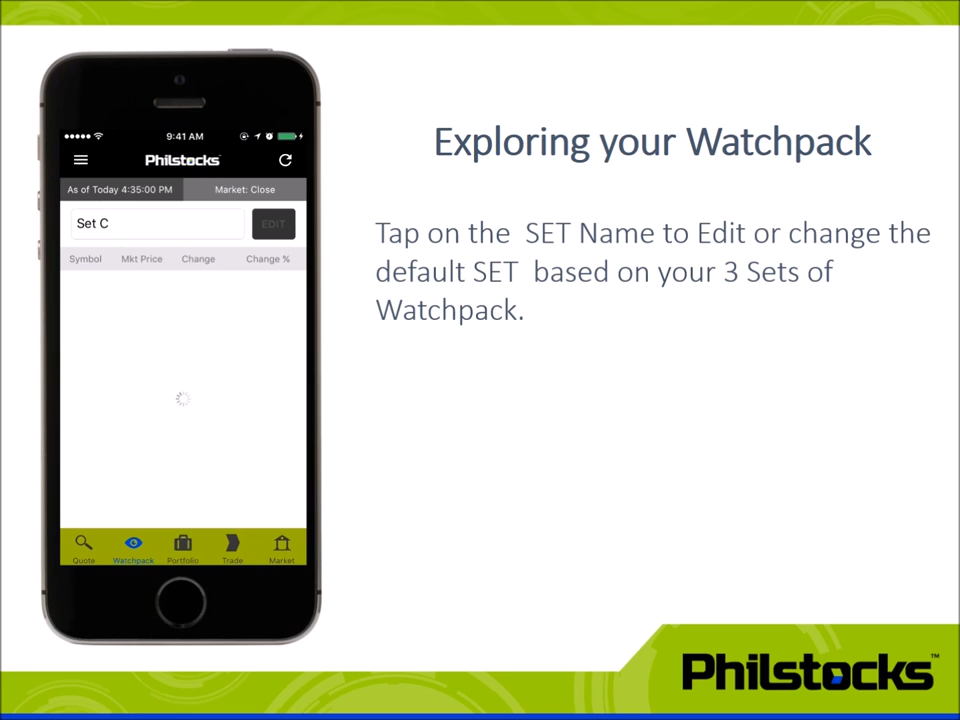 Exploring your Watchpack
Tap on the SET Name to Edit or change the
default SET based on your 3 Sets of
Watchpack.
9:41 AM
Philstocks
As of Today 4:35:00 PM Market: Close
Set C EDIT
Symbol Mkt Price Change Change %
Quote Watchpack Portfolio Trade Market
Philstocks™